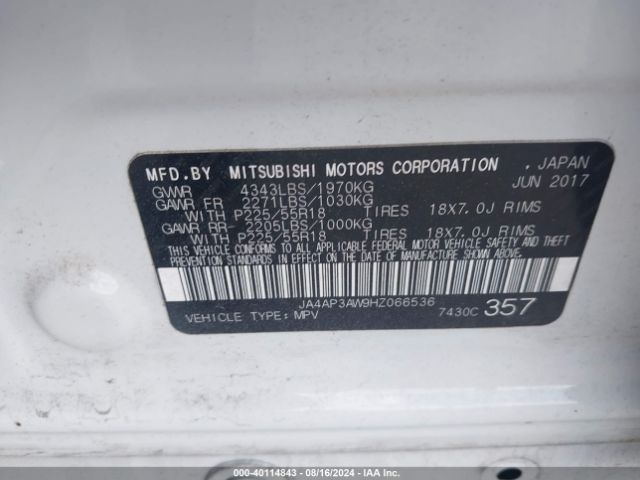 MFD.BY MITSUBISHI MOTORS CORPORATION , JAPAN
GVWR 4343LBS/1970KG JUN 2017
GAWR FR 2271LBS/1030KG
WITH P225/55R18 TIRES 18X7.0J RIMS
GAWR RR- 2205LBS/1000KG
WITH P225/55R18 TIRES 18X7.0J RIMS
THIS VEHICLE CONFORMS TO ALL APPLICABLE FEDERAL MOTOR VEHICLE SAFETY AND THEFT
PREVENTION STANDARDS IN EFFECT ON THE DATE OF MANUFACTURE SHOWN ABOVE.
JA4AP3AW9HZ066536
VEHICLE TYPE: MPV 7430C 357
000-40114843 | 08/16/2024 | IAA Inc.